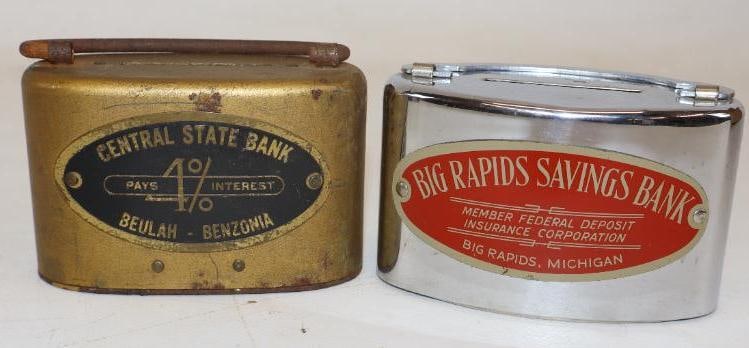 CENTRAL STATE BANK
PAYS 4% INTEREST
BEULAH - BENZONIA
BIG RAPIDS SAVINGS BANK
MEMBER FEDERAL DEPOSIT
INSURANCE CORPORATION
BIG RAPIDS, MICHIGAN